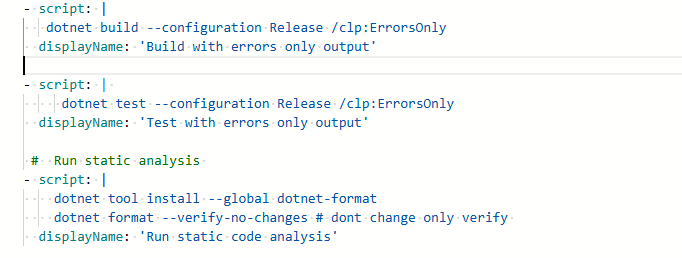 - script: |
dotnet build --configuration Release /clp:ErrorsOnly
displayName: 'Build with errors only output'
- script: |
dotnet test --configuration Release /clp:ErrorsOnly
displayName: 'Test with errors only output'
# Run static analysis
- script: |
dotnet tool install --global dotnet-format
dotnet format --verify-no-changes # dont change only verify
displayName: 'Run static code analysis'